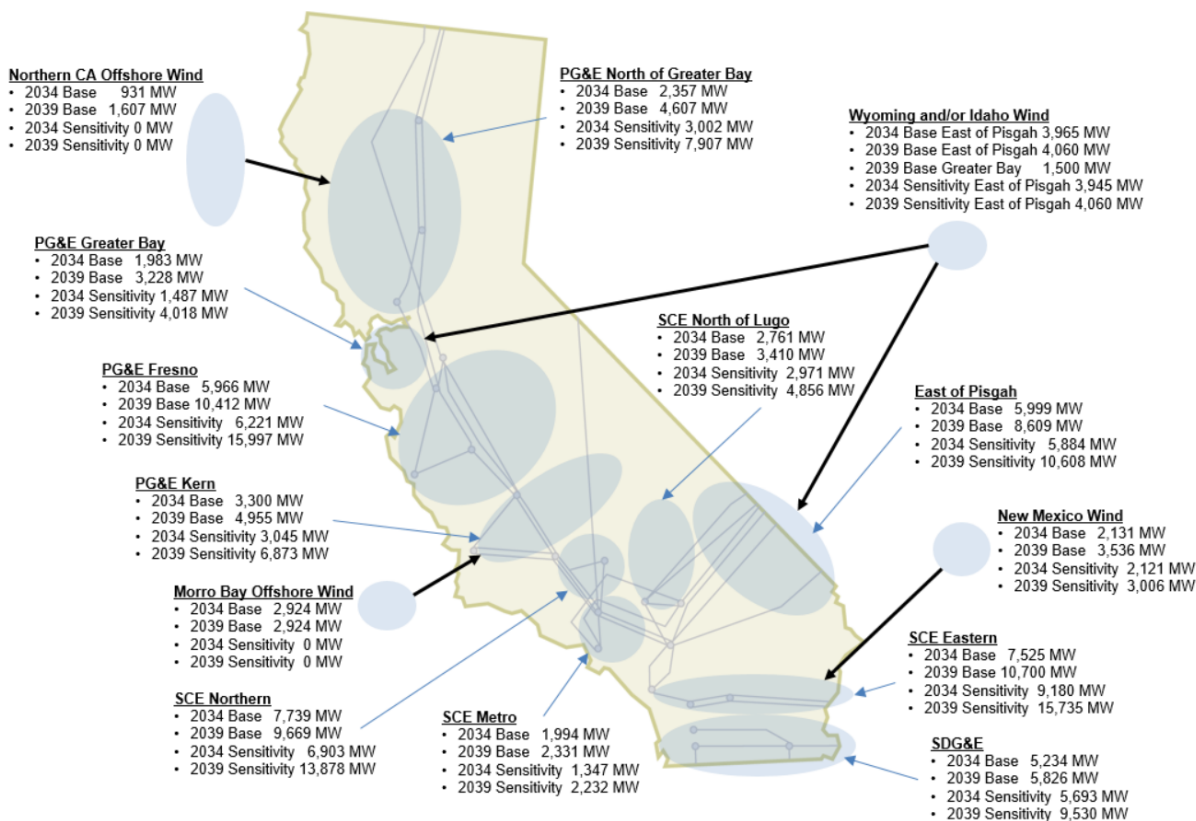 Northern CA Offshore Wind
• 2034 Base 931 MW
• 2039 Base 1,607 MW
• 2034 Sensitivity 0 MW
• 2039 Sensitivity 0 MW
PG&E North of Greater Bay
• 2034 Base 2,357 MW
• 2039 Base 4,607 MW
• 2034 Sensitivity 3,002 MW
• 2039 Sensitivity 7,907 MW
Wyoming and/or Idaho Wind
• 2034 Base East of Pisgah 3,965 MW
• 2039 Base East of Pisgah 4,060 MW
• 2039 Base Greater Bay 1,500 MW
• 2034 Sensitivity East of Pisgah 3,945 MW
• 2039 Sensitivity East of Pisgah 4,060 MW
PG&E Greater Bay
• 2034 Base 1,983 MW
• 2039 Base 3,228 MW
• 2034 Sensitivity 1,487 MW
• 2039 Sensitivity 4,018 MW
SCE North of Lugo
• 2034 Base 2,761 MW
• 2039 Base 3,410 MW
• 2034 Sensitivity 2,971 MW
• 2039 Sensitivity 4,856 MW
PG&E Fresno
• 2034 Base 5,966 MW
• 2039 Base 10,412 MW
• 2034 Sensitivity 6,221 MW
• 2039 Sensitivity 15,997 MW
East of Pisgah
• 2034 Base 5,999 MW
• 2039 Base 8,609 MW
• 2034 Sensitivity 5,884 MW
• 2039 Sensitivity 10,608 MW
PG&E Kern
• 2034 Base 3,300 MW
• 2039 Base 4,955 MW
• 2034 Sensitivity 3,045 MW
• 2039 Sensitivity 6,873 MW
New Mexico Wind
• 2034 Base 2,131 MW
• 2039 Base 3,536 MW
• 2034 Sensitivity 2,121 MW
• 2039 Sensitivity 3,006 MW
Morro Bay Offshore Wind
• 2034 Base 2,924 MW
• 2039 Base 2,924 MW
• 2034 Sensitivity 0 MW
• 2039 Sensitivity 0 MW
SCE Eastern
• 2034 Base 7,525 MW
• 2039 Base 10,700 MW
• 2034 Sensitivity 9,180 MW
• 2039 Sensitivity 15,735 MW
SCE Northern
• 2034 Base 7,739 MW
• 2039 Base 9,669 MW
• 2034 Sensitivity 6,903 MW
• 2039 Sensitivity 13,878 MW
SCE Metro
• 2034 Base 1,994 MW
• 2039 Base 2,331 MW
• 2034 Sensitivity 1,347 MW
• 2039 Sensitivity 2,232 MW
SDG&E
• 2034 Base 5,234 MW
• 2039 Base 5,826 MW
• 2034 Sensitivity 5,693 MW
• 2039 Sensitivity 9,530 MW